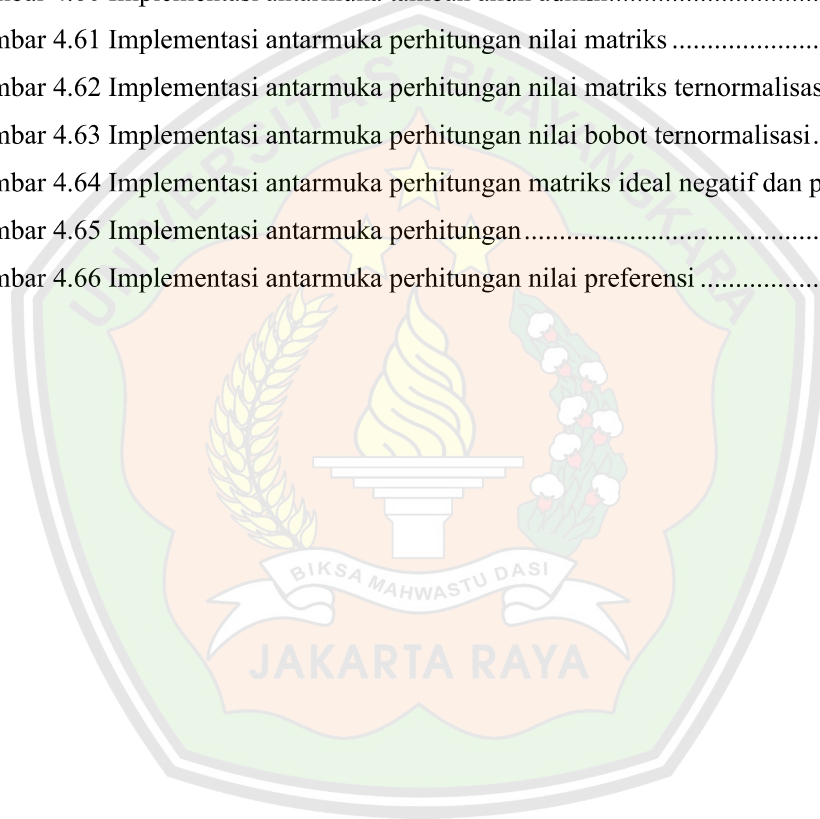 mbar 4.61 Implementasi antarmuka perhitungan nilai matriks .....................
mbar 4.62 Implementasi antarmuka perhitungan nilai matriks ternormalisas
mbar 4.63 Implementasi antarmuka perhitungan nilai bobot ternormalisasi.
mbar 4.64 Implementasi antarmuka perhitungan matriks ideal negatif dan p
mbar 4.65 Implementasi antarmuka perhitungan..........................................
mbar 4.66 Implementasi antarmuka perhitungan nilai preferensi .................
UNIVERSITAS BHAYANGKARA
BIKSA MAHWASTU DASI
JAKARTA RAYA